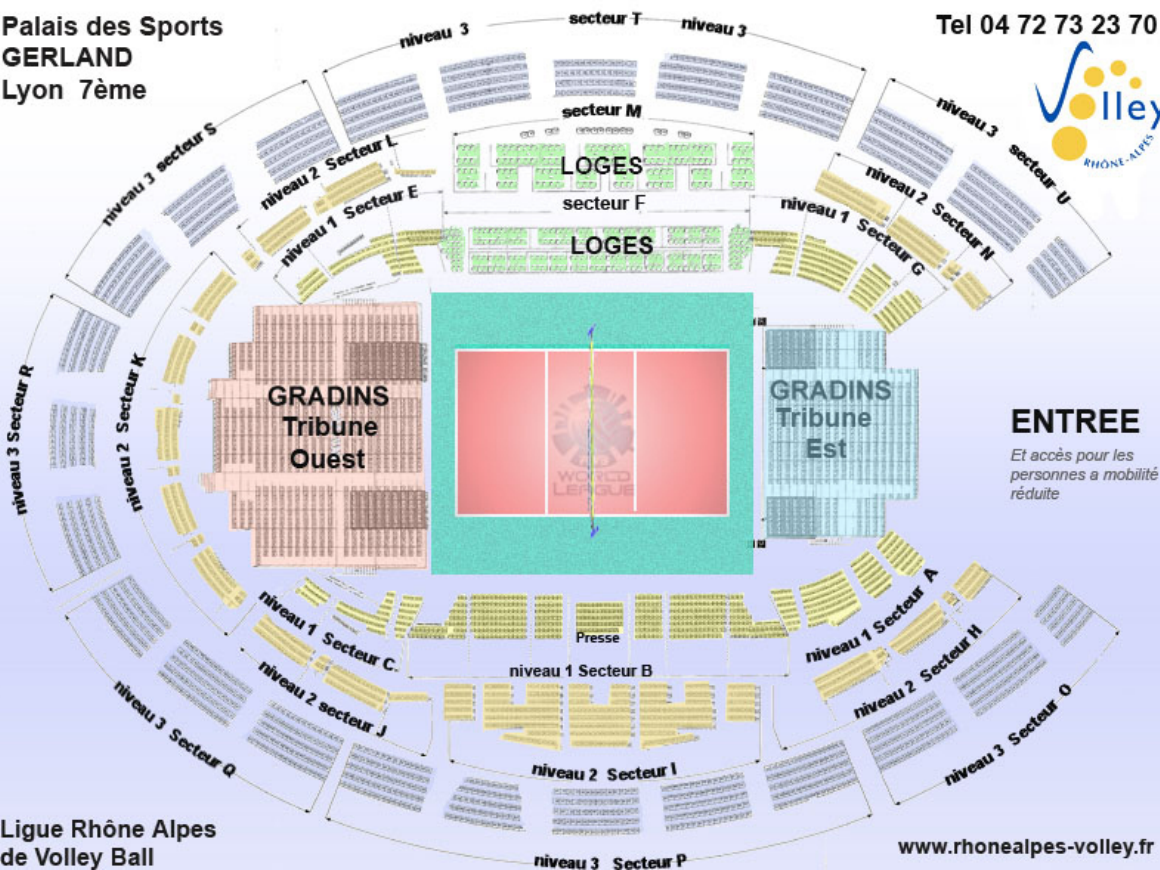 Palais des Sports
GERLAND
Lyon 7ème
Tel 04 72 73 23 70
Volley
RHÔNE-ALPES
niveau 3 secteur T niveau 3
niveau 3 secteur S
niveau 3 secteur U
secteur M
LOGES
niveau 2 Secteur L
niveau 1 Secteur E
secteur F
LOGES
niveau 2 Secteur N
niveau 1 Secteur G
niveau 3 Secteur R
niveau 2 Secteur K
GRADINS
Tribune
Ouest
WORLD
LEAGUE
GRADINS
Tribune
Est
ENTREE
Et accès pour les
personnes a mobilité
réduite
Presse
niveau 1 Secteur C.
niveau 1 Secteur B
niveau 1 Secteur A
niveau 2 secteur J
niveau 2 Secteur I
niveau 2 Secteur H
niveau 3 Secteur Q
niveau 3 Secteur P
niveau 3 Secteur O
Ligue Rhône Alpes
de Volley Ball
www.rhonealpes-volley.fr